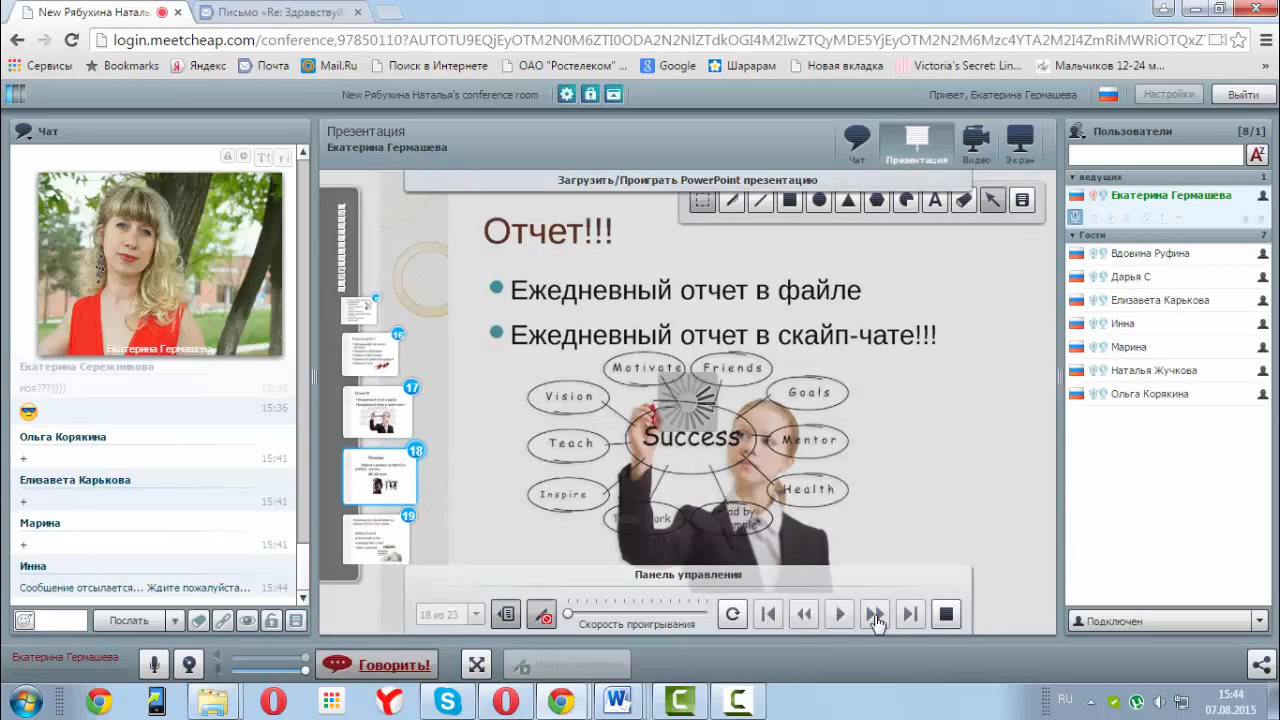 New Рябухина Наталь
Письмо «Re: Здравствуй
login.meetcheap.com/conference,97850110?AUTOTU9EQjEyOTM2N0M6ZTI0ODA2N2NlZTdkOGI4M2IwZTQyMDE5YjEyOTM2N2M6Mzc4YTA2M2I4ZmRiMWRiOTQxZT
Сервисы
Bookmarks
Яндекс
Почта
Mail.Ru
Поиск в Интернете
ОАО "Ростелеком" ...
Google
Шарарам
Новая вкладка
Victoria's Secret: Lin...
Мальчиков 12-24 м...
»
New Рябухина Наталья's conference room
Привет, Екатерина Гермашева
Настройки
Выйти
Чат
Екатерина Гермашева
Екатерина Сережникова
ноя???))))
15:36
15:36
Ольга Корякина
+
15:41
Елизавета Карькова
+
15:41
Марина
+
15:41
Инна
Сообщение отсылается... Ждите пожалуйста...
15:44
Послать
Презентация
Екатерина Гермашева
Чат
Презентация
Видео
Экран
Загрузить/Проиграть PowerPoint презентацию
16
17
18
19
Отчет!!!
Ежедневный отчет в файле
Ежедневный отчет в скайп-чате!!!
Motivate
Friends
Vision
Teach
Success
Mentor
Inspire
Health
Панель управления
18 из 23
Скорость проигрывания
Пользователи
[8/1]
ведущих
1
Екатерина Гермашева
Гости
7
Вдовина Руфина
Дарья С
Елизавета Карькова
Инна
Марина
Наталья Жучкова
Ольга Корякина
Подключен
Екатерина Гермашева
Говорить!
RU
15:44
07.08.2015